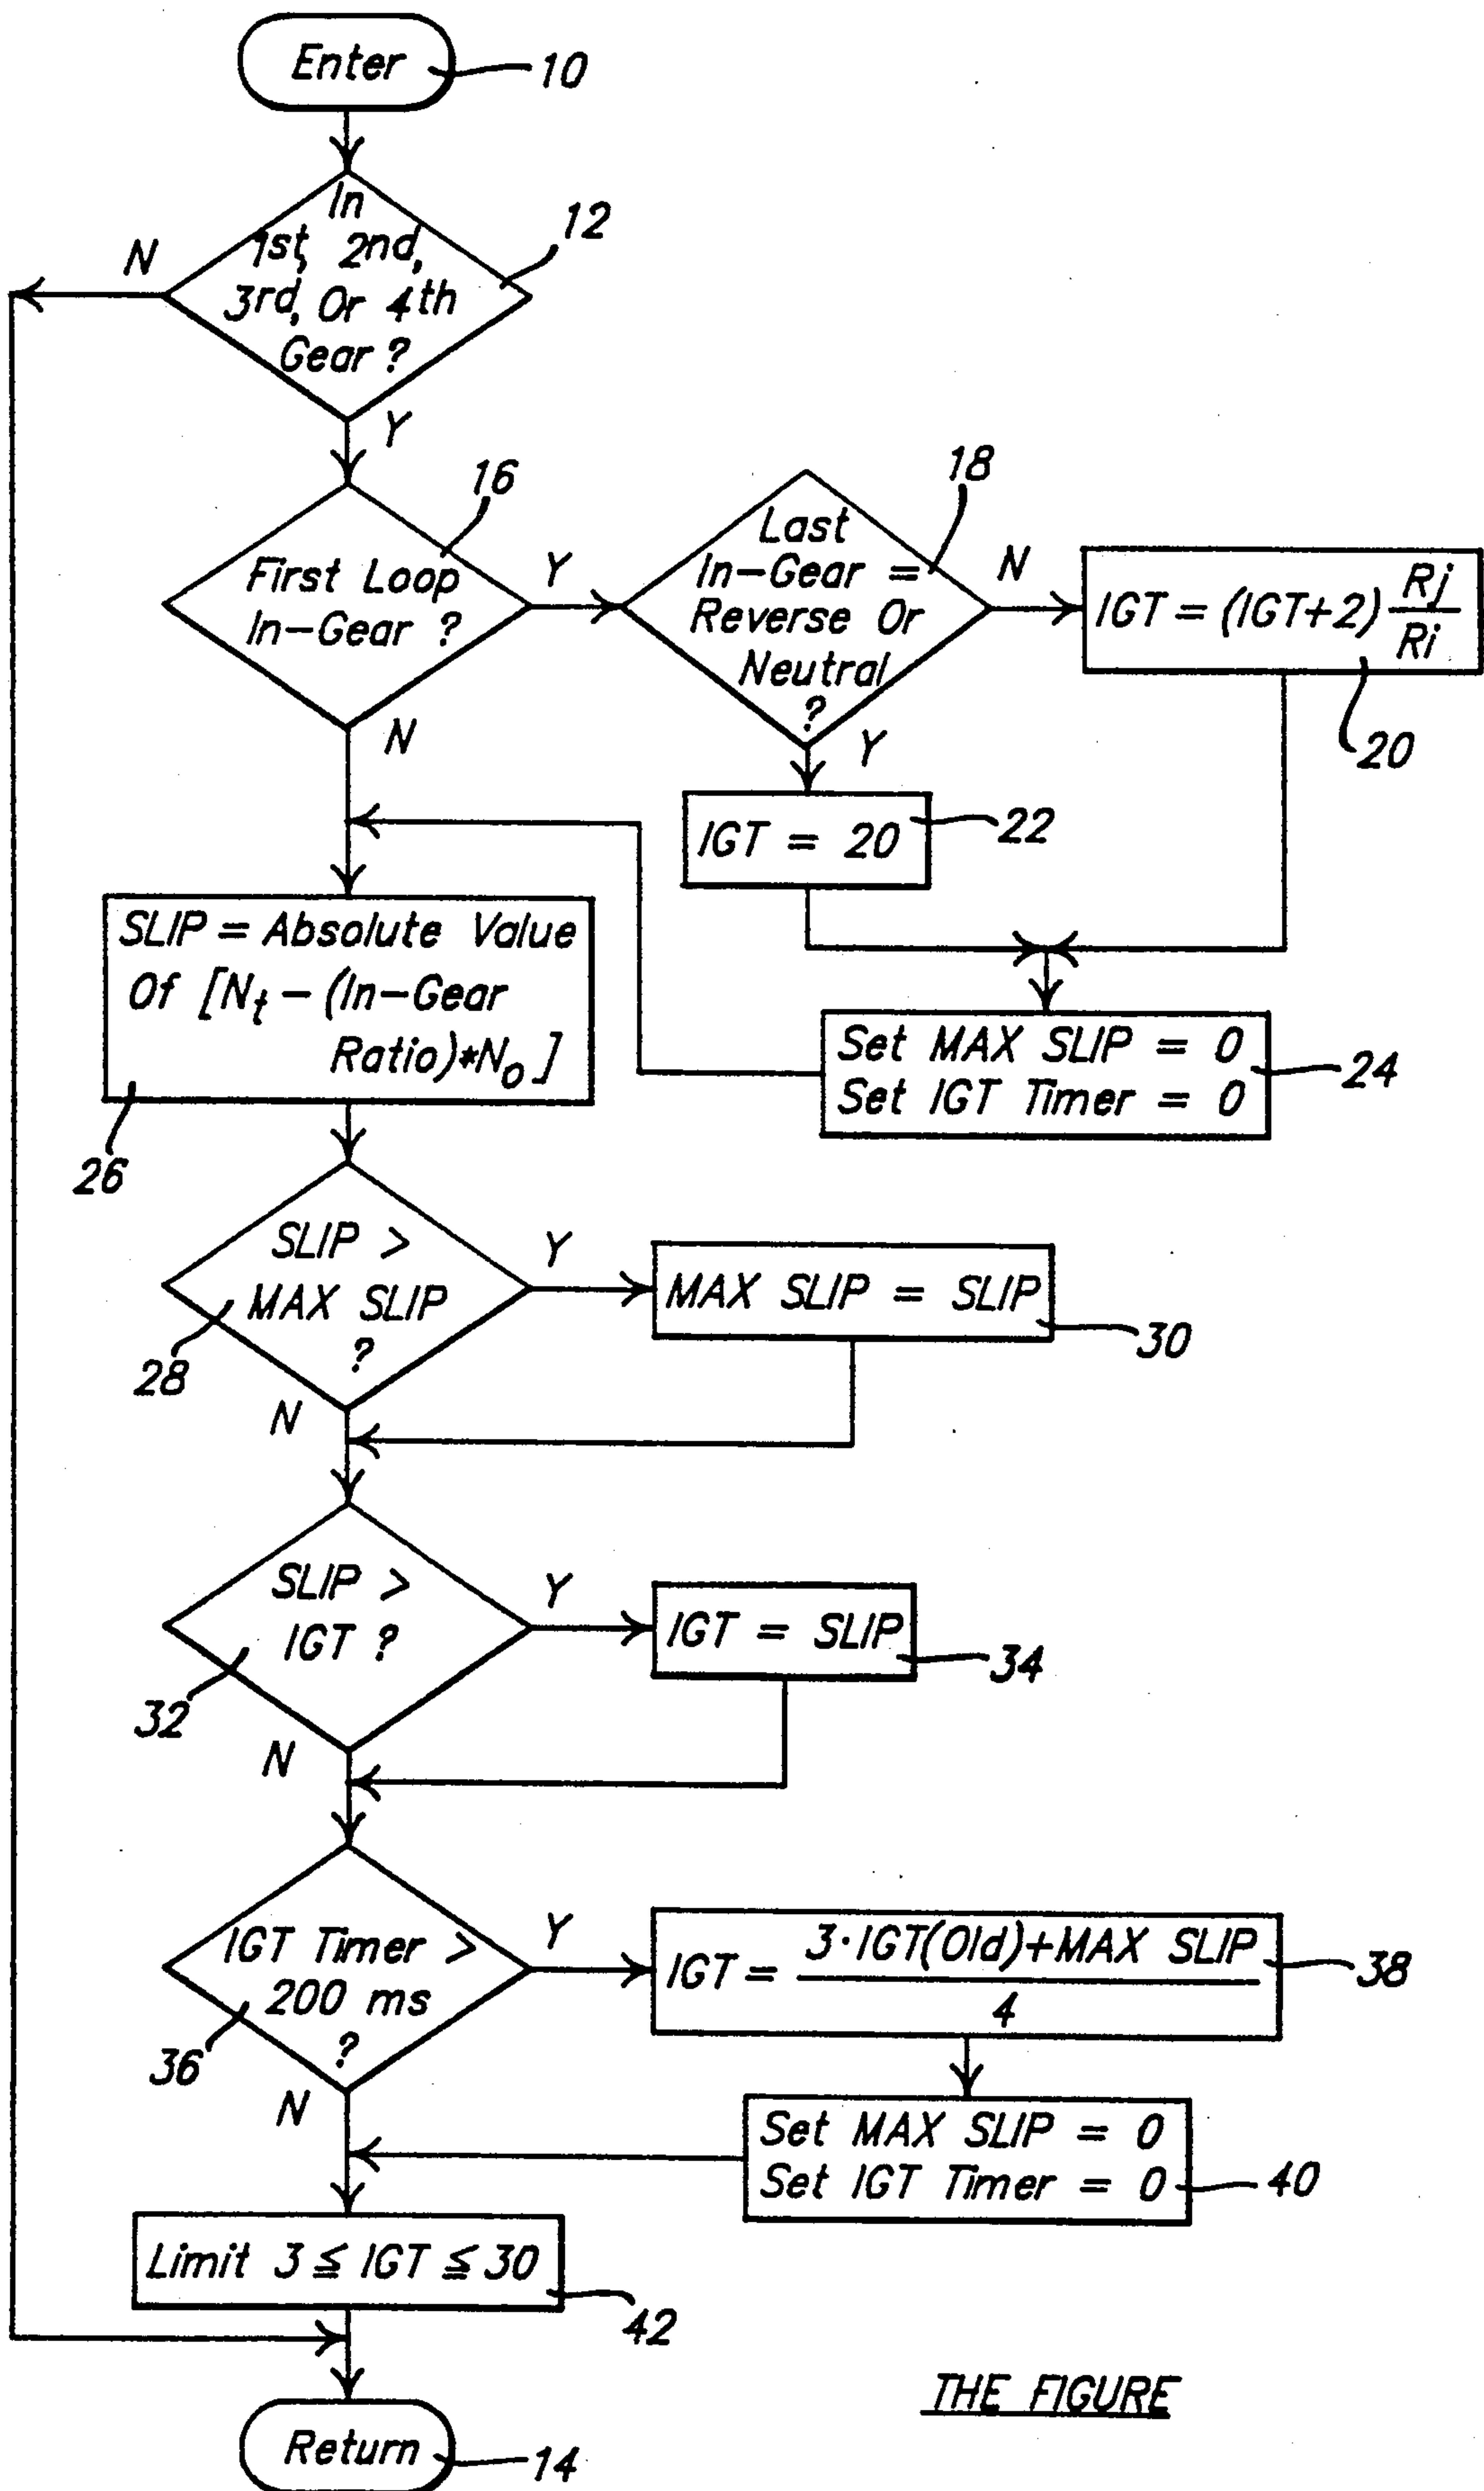 Enter
10
In
1st, 2nd,
3rd, Or 4th
Gear ?
12
N
Y
First Loop
In-Gear ?
16
Y
N
Last
In-Gear =
Reverse Or
Neutral
?
18
N
Y
IGT = (IGT+2) Rj/Ri
20
IGT = 20
22
Set MAX SLIP = 0
Set IGT Timer = 0
24
SLIP = Absolute Value
Of [Nt - (In-Gear
Ratio)*No]
26
SLIP >
MAX SLIP
?
28
Y
N
MAX SLIP = SLIP
30
SLIP >
IGT ?
32
Y
N
IGT = SLIP
34
IGT Timer >
200 ms
?
36
Y
N
IGT = 3·IGT(Old)+MAX SLIP
4
38
Set MAX SLIP = 0
Set IGT Timer = 0
40
Limit 3 ≦ IGT ≦ 30
42
Return
14
THE FIGURE